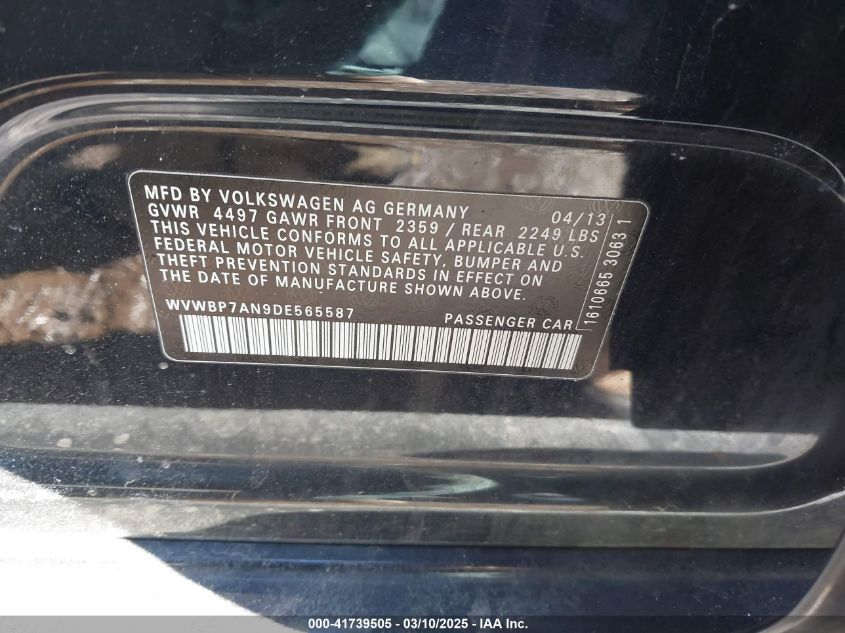 MFD BY VOLKSWAGEN AG GERMANY 04/13
GVWR 4497 GAWR FRONT 2359 / REAR 2249 LBS
THIS VEHICLE CONFORMS TO ALL APPLICABLE U.S.
FEDERAL MOTOR VEHICLE SAFETY, BUMPER AND
THEFT PREVENTION STANDARDS IN EFFECT ON
THE DATE OF MANUFACTURE SHOWN ABOVE.
WVWBP7AN9DE565587 PASSENGER CAR
1610665 3063 1
000-41739505 - 03/10/2025 - IAA Inc.